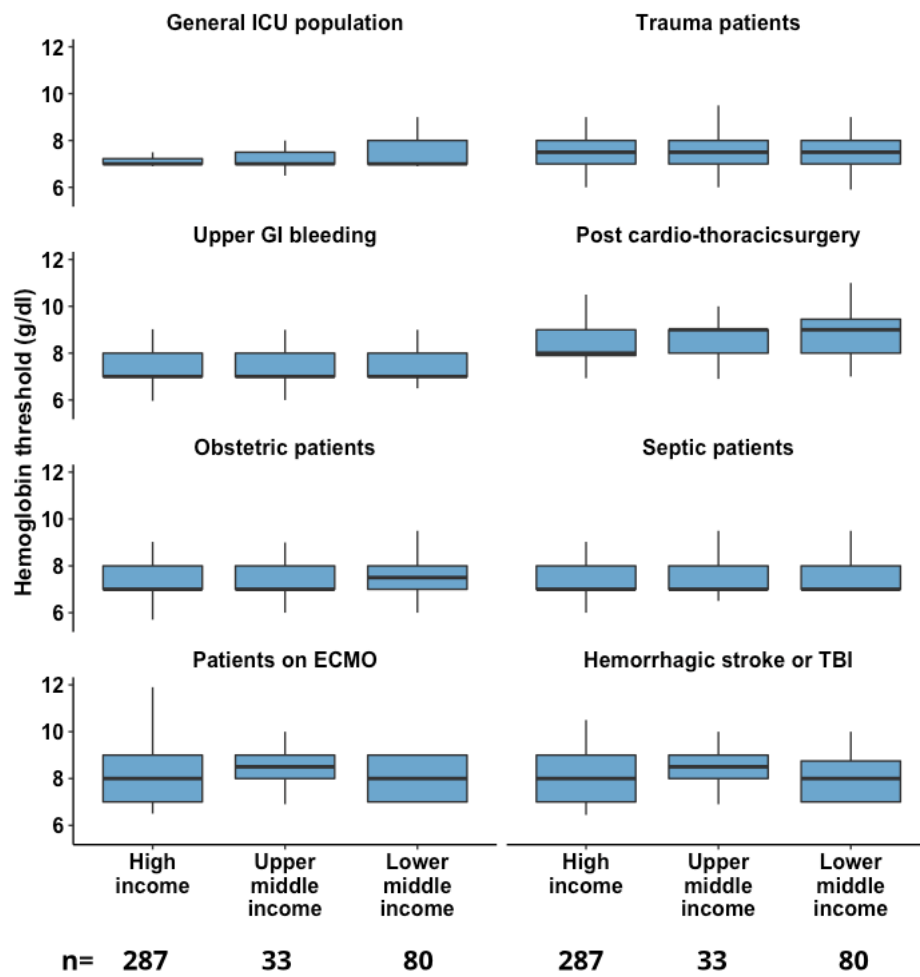 General ICU population
Trauma patients
12
10
8
6
Upper GI bleeding
Post cardio-thoracicsurgery
12
10
8
6
Hemoglobin threshold (g/dl)
Obstetric patients
Septic patients
12
10
8
6
Patients on ECMO
Hemorrhagic stroke or TBI
12
10
8
6
High
income
Upper
middle
income
Lower
middle
income
High
income
Upper
middle
income
Lower
middle
income
n= 287 33 80 287 33 80